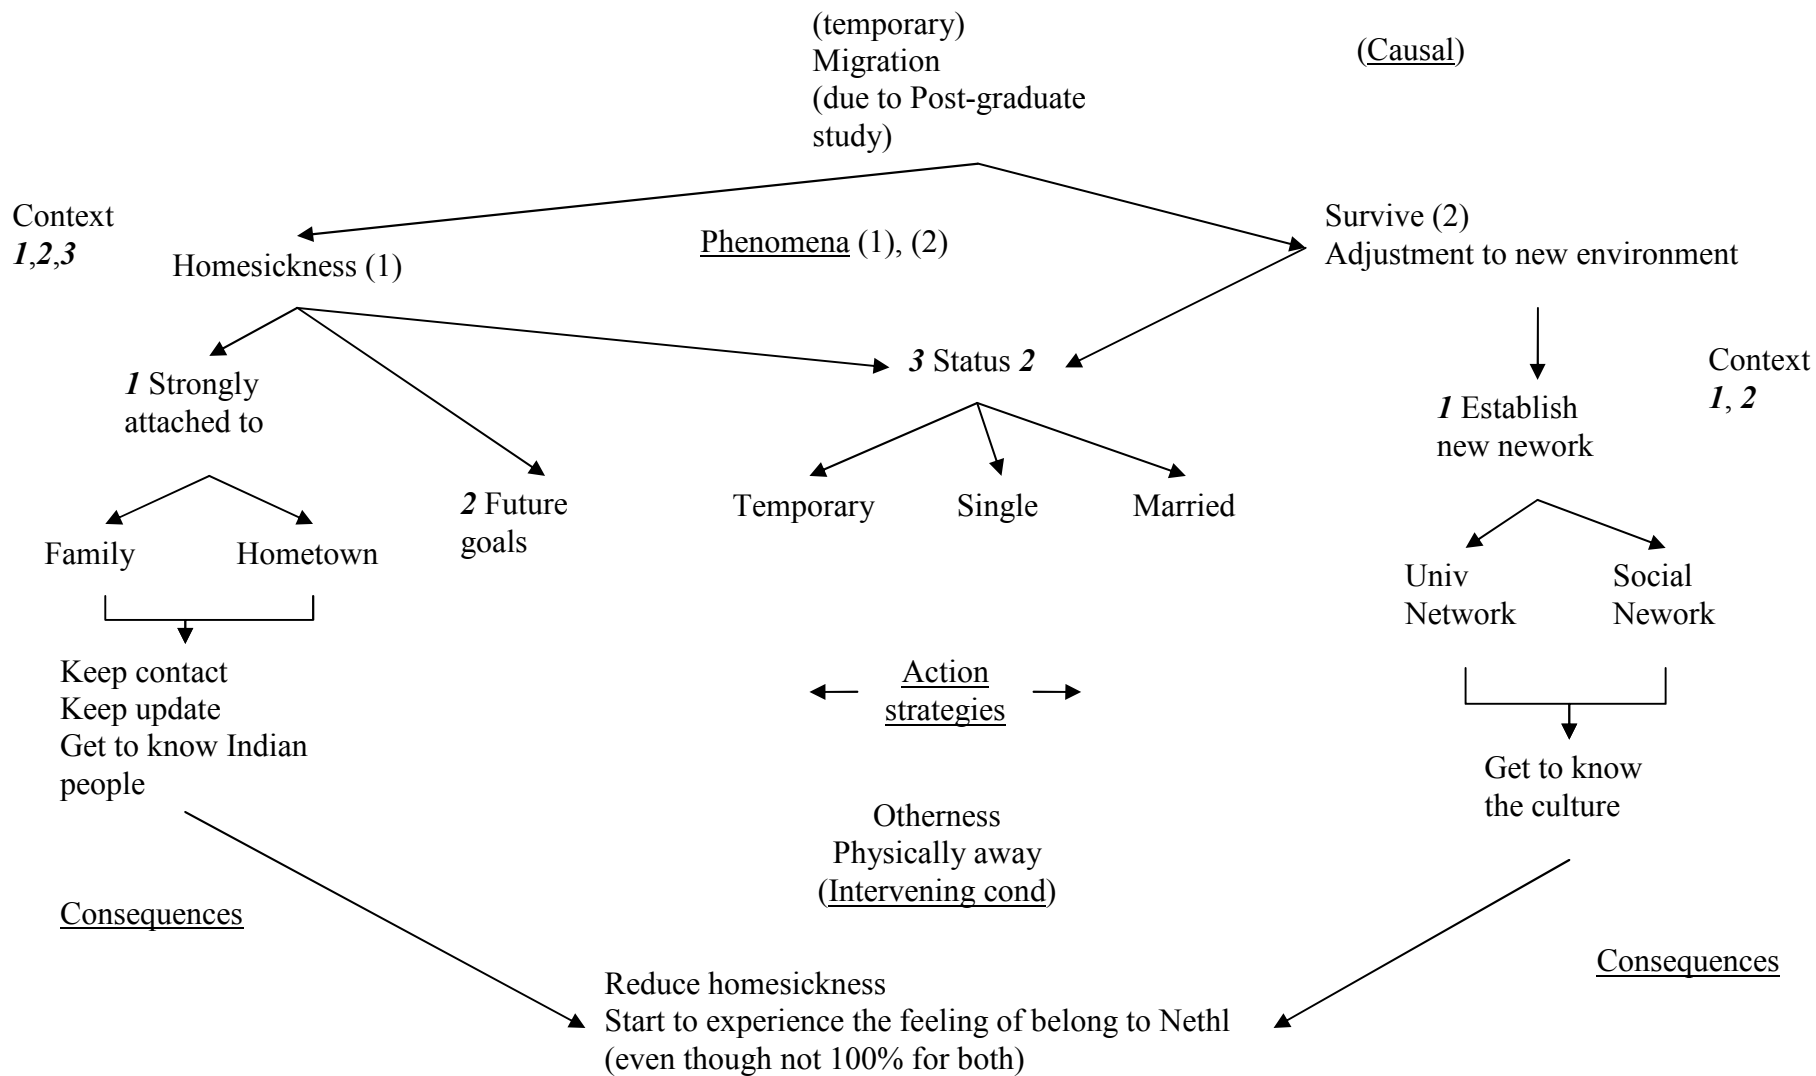 (temporary)
Migration
(due to Post-graduate
study)
(Causal)
Context
1,2,3
Homesickness (1)
Phenomena (1), (2)
Survive (2)
Adjustment to new environment
1 Strongly
attached to
3 Status 2
1 Establish
new nework
Context
1, 2
Family
Hometown
2 Future
goals
Temporary
Single
Married
Univ
Network
Social
Nework
Keep contact
Keep update
Get to know Indian
people
Action
strategies
Get to know
the culture
Otherness
Physically away
(Intervening cond)
Consequences
Consequences
Reduce homesickness
Start to experience the feeling of belong to Nethl
(even though not 100% for both)